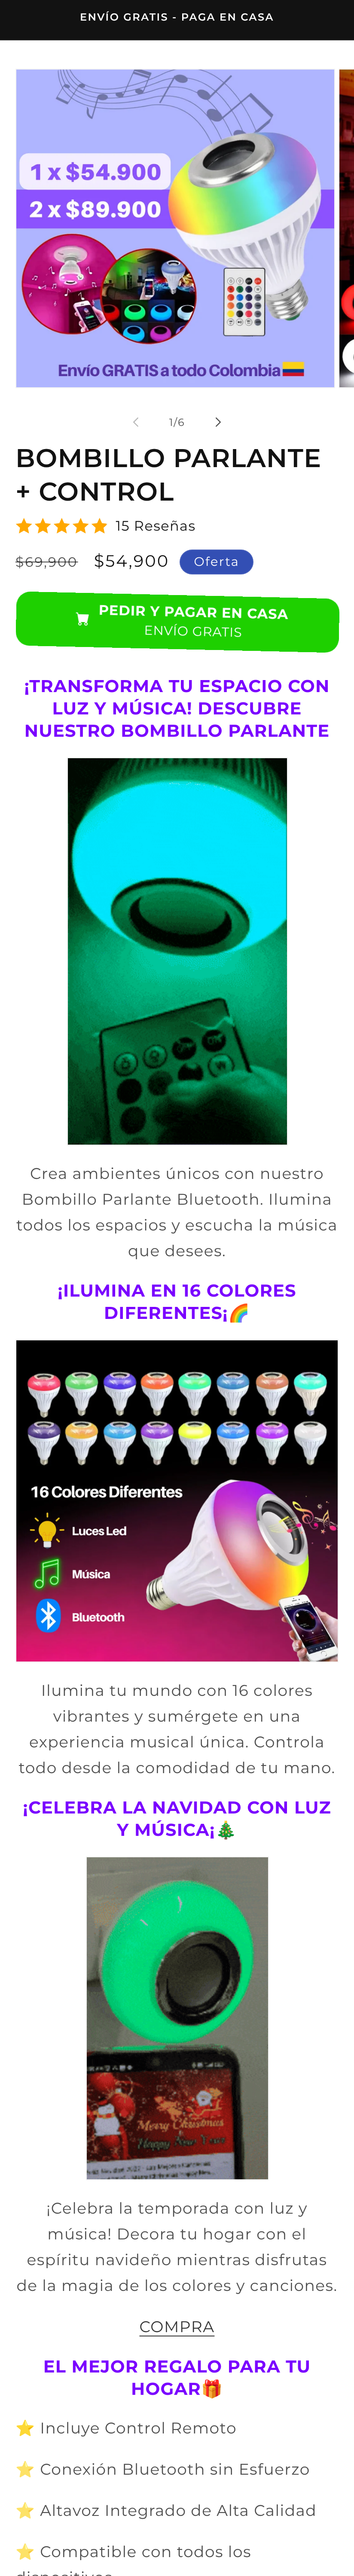 ENVÍO GRATIS - PAGA EN CASA
1 x $54.900
2 x $89.900
Envío GRATIS a todo Colombia🇨🇴
1/6
BOMBILLO PARLANTE
+ CONTROL
15 Reseñas
$69,900 $54,900 Oferta
PEDIR Y PAGAR EN CASA
ENVÍO GRATIS
¡TRANSFORMA TU ESPACIO CON
LUZ Y MÚSICA! DESCUBRE
NUESTRO BOMBILLO PARLANTE
Crea ambientes únicos con nuestro
Bombillo Parlante Bluetooth. Ilumina
todos los espacios y escucha la música
que desees.
¡ILUMINA EN 16 COLORES
DIFERENTES¡🌈
16 Colores Diferentes
Luces Led
Música
Bluetooth
Ilumina tu mundo con 16 colores
vibrantes y sumérgete en una
experiencia musical única. Controla
todo desde la comodidad de tu mano.
¡CELEBRA LA NAVIDAD CON LUZ
Y MÚSICA¡🎄
Merry Christmas
¡Celebra la temporada con luz y
música! Decora tu hogar con el
espíritu navideño mientras disfrutas
de la magia de los colores y canciones.
COMPRA
EL MEJOR REGALO PARA TU
HOGAR🎁
⭐ Incluye Control Remoto
⭐ Conexión Bluetooth sin Esfuerzo
⭐ Altavoz Integrado de Alta Calidad
⭐ Compatible con todos los